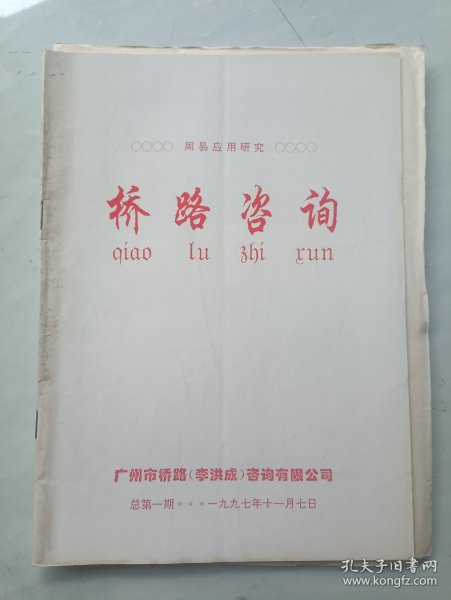 ○○○○ 周易应用研究 ○○○○
桥路咨询
qiao lu zhi xun
广州市桥路(李洪成)咨询有限公司
总第一期***一九九七年十一月七日
孔夫子旧书网
www.kongfz.com